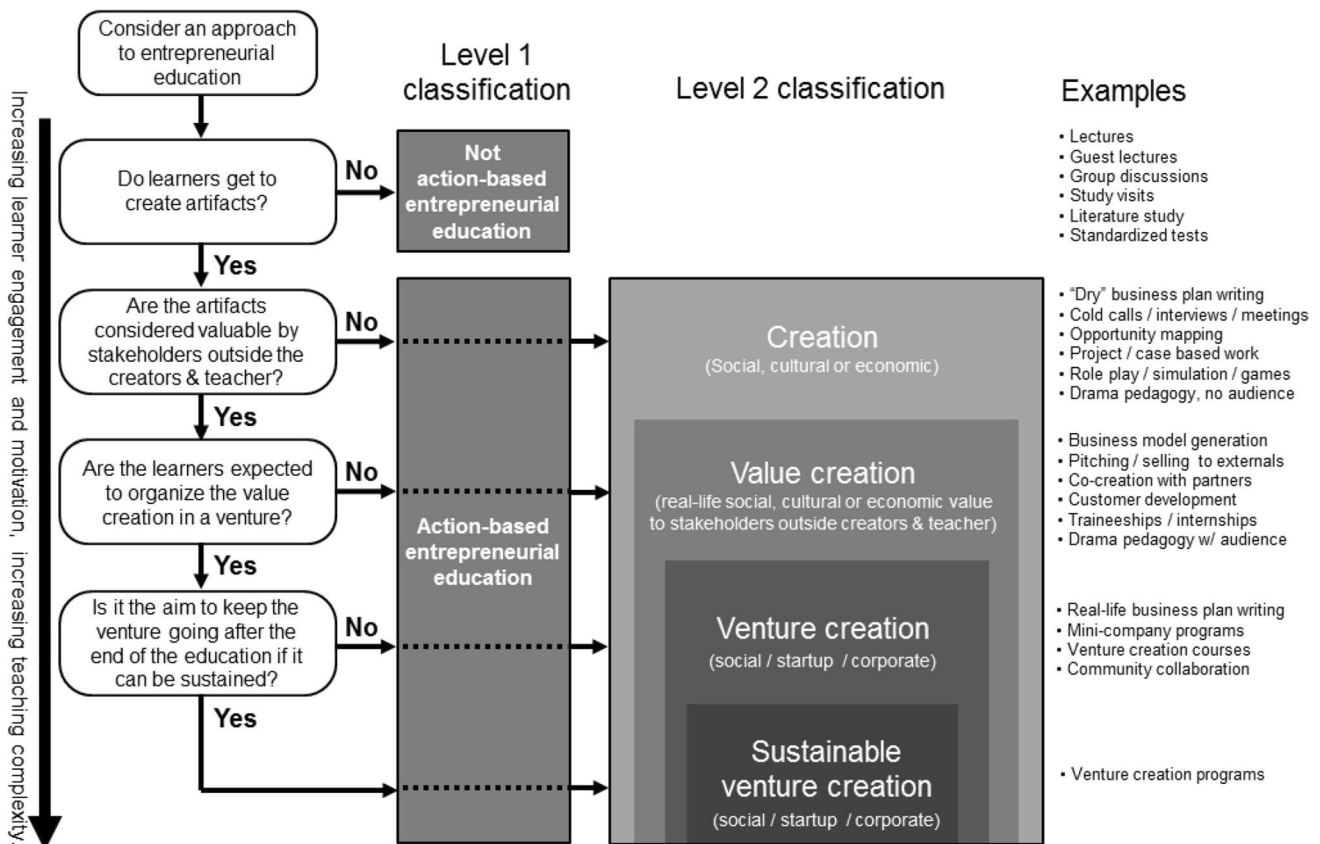 Consider an approach
to entrepreneurial
education
Level 1
classification
Level 2 classification
Examples
Increasing learner engagement and motivation, increasing teaching complexity.
Do learners get to
create artifacts?
No
Not
action-based
entrepreneurial
education
• Lectures
• Guest lectures
• Group discussions
• Study visits
• Literature study
• Standardized tests
Yes
Are the artifacts
considered valuable by
stakeholders outside the
creators & teacher?
No
Creation
(Social, cultural or economic)
• “Dry” business plan writing
• Cold calls / interviews / meetings
• Opportunity mapping
• Project / case based work
• Role play / simulation / games
• Drama pedagogy, no audience
Yes
Are the learners expected
to organize the value
creation in a venture?
No
Action-based
entrepreneurial
education
Value creation
(real-life social, cultural or economic value
to stakeholders outside creators & teacher)
• Business model generation
• Pitching / selling to externals
• Co-creation with partners
• Customer development
• Traineeships / internships
• Drama pedagogy w/ audience
Yes
Is it the aim to keep the
venture going after the
end of the education if it
can be sustained?
No
Venture creation
(social / startup / corporate)
• Real-life business plan writing
• Mini-company programs
• Venture creation courses
• Community collaboration
Yes
Sustainable
venture creation
(social / startup / corporate)
• Venture creation programs